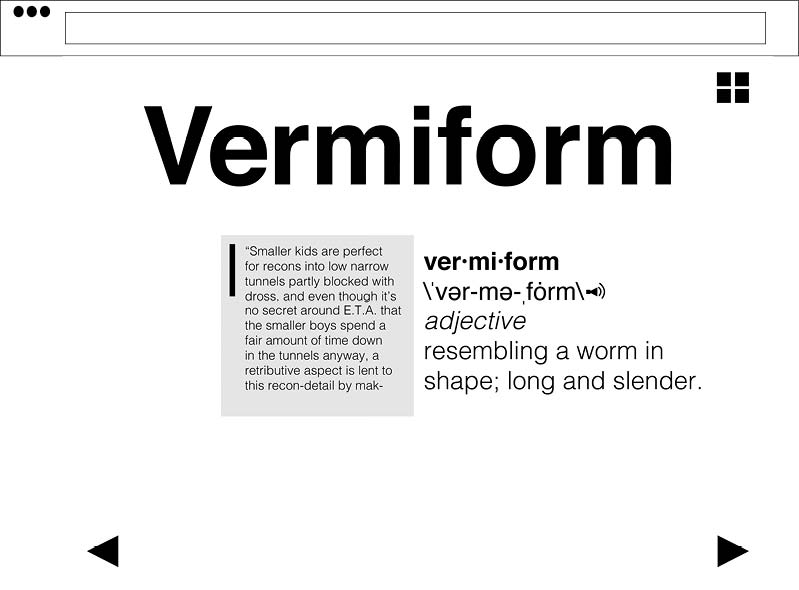 Vermiform
“Smaller kids are perfect
for recons into low narrow
tunnels partly blocked with
dross. and even though it’s
no secret around E.T.A. that
the smaller boys spend a
fair amount of time down
in the tunnels anyway, a
retributive aspect is lent to
this recon-detail by mak-
ver·mi·form
\ˈvər-mə-ˌfȯrm\
adjective
resembling a worm in
shape; long and slender.